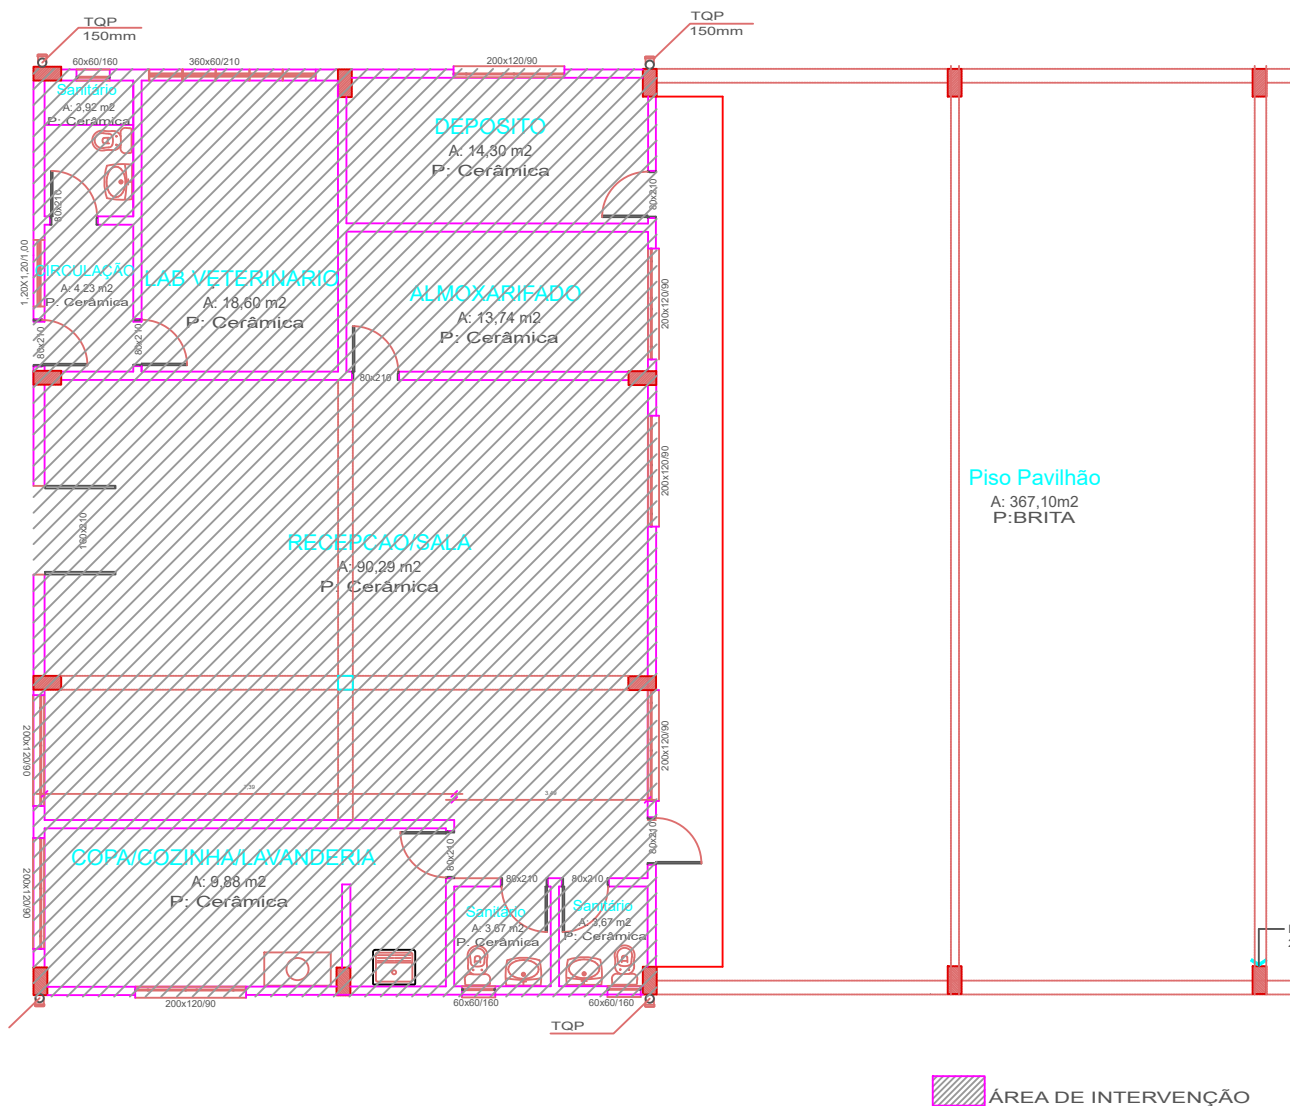 TQP
150mm
TQP
150mm
60x60/160
360x60/210
200x120/90
Sanitário
A: 3,92 m2
P: Cerâmica
DEPOSITO
A: 14,30 m2
P: Cerâmica
80x210
80x210
1,20X1,20/1,00
CIRCULAÇÃO
A: 4,23 m2
P: Cerâmica
LAB VETERINARIO
A: 18,60 m2
P: Cerâmica
ALMOXARIFADO
A: 13,74 m2
P: Cerâmica
200x120/90
80x210
80x210
80x210
200x120/90
Piso Pavilhão
A: 367,10m2
P:BRITA
160x210
RECEPCAO/SALA
A: 90,29 m2
P: Cerâmica
200x120/90
200x120/90
3,49
80x210
80x210
COPA/COZINHA/LAVANDERIA
A: 9,88 m2
P: Cerâmica
200x120/90
80x210
80x210
Sanitário
A: 3,67 m2
P: Cerâmica
Sanitário
A: 3,67 m2
P: Cerâmica
200x120/90
60x60/160
60x60/160
TQP
ÁREA DE INTERVENÇÃO